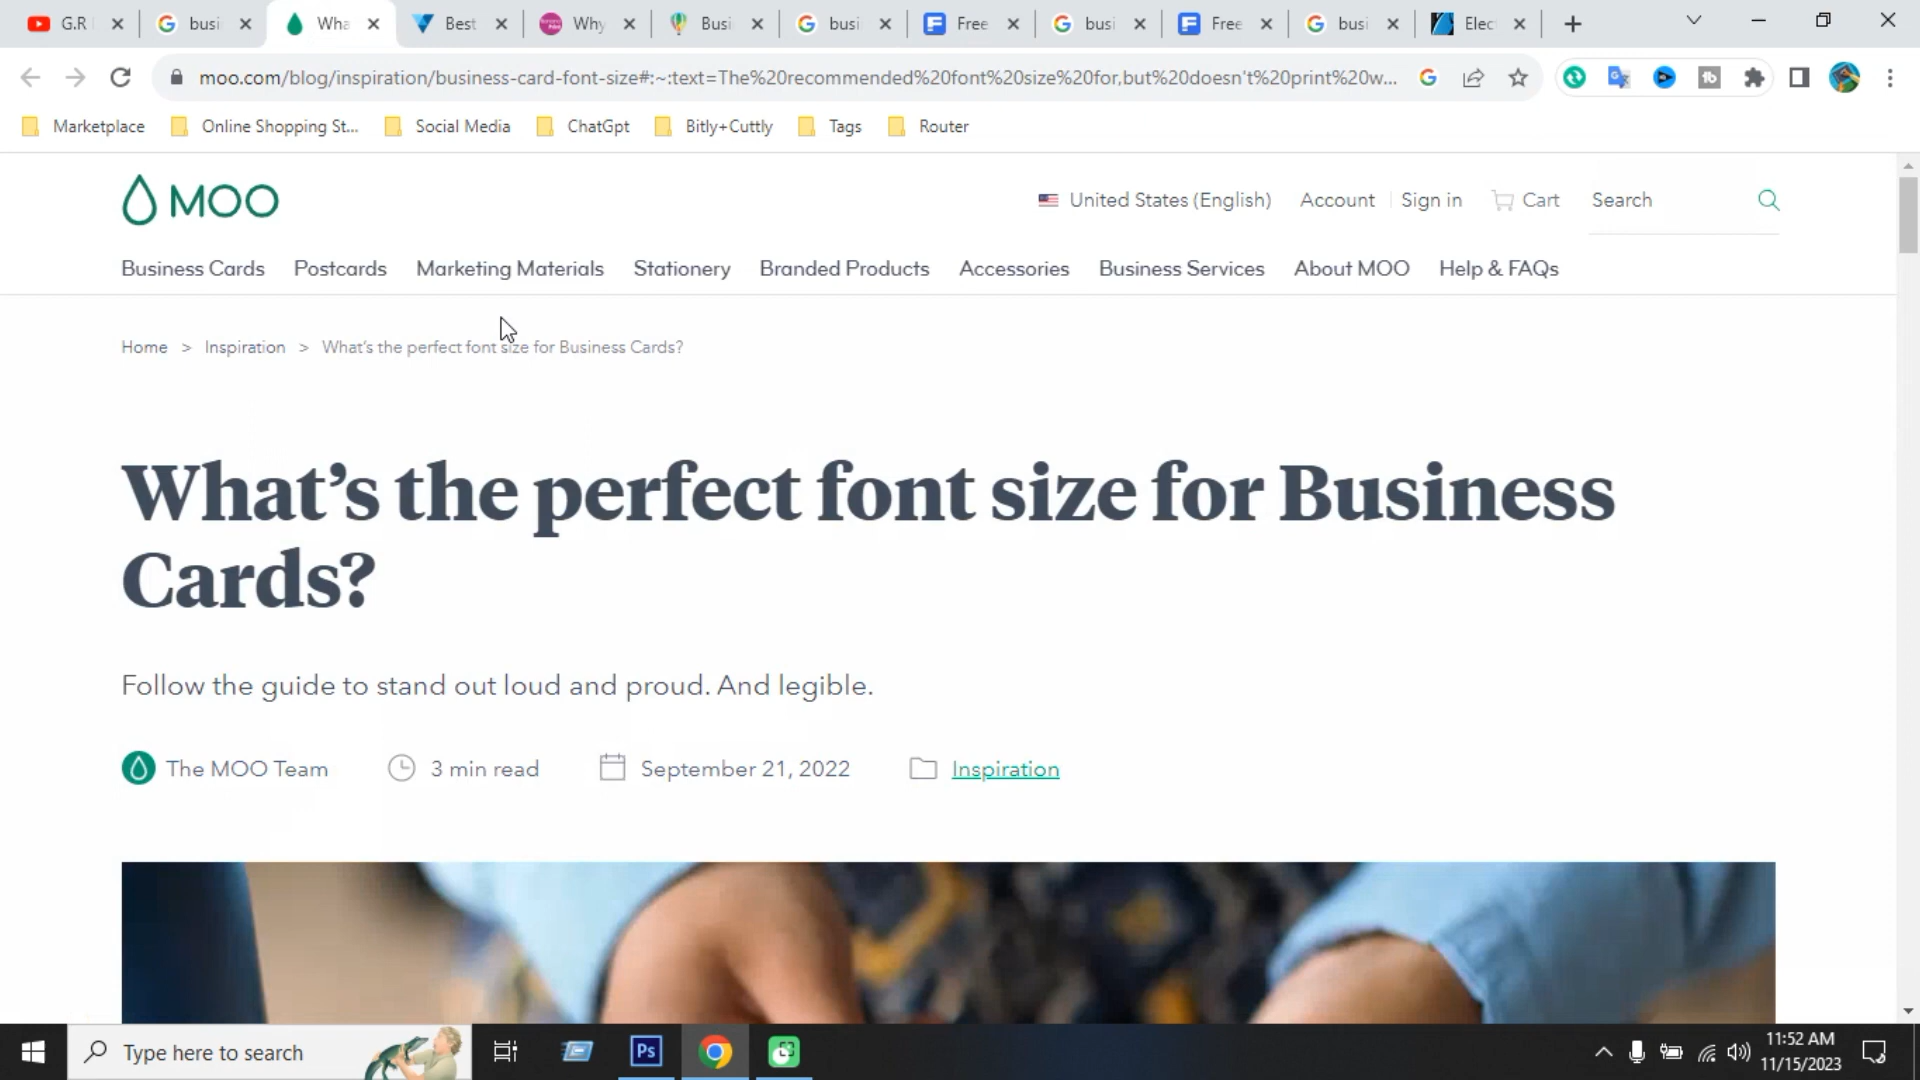 G.R
busi
Wha
Best
Why
Busi
busi
Free
busi
Free
busi
Elec
moo.com/blog/inspiration/business-card-font-size#:~:text=The%20recommended%20font%20size%20for,but%20doesn't%20print%20w...
Marketplace
Online Shopping St...
Social Media
ChatGpt
Bitly+Cuttly
Tags
Router
MOO
United States (English)
Account
Sign in
Cart
Search
Business Cards
Postcards
Marketing Materials
Stationery
Branded Products
Accessories
Business Services
About MOO
Help & FAQs
Home > Inspiration > What's the perfect font size for Business Cards?
What's the perfect font size for Business
Cards?
Follow the guide to stand out loud and proud. And legible.
The MOO Team
3 min read
September 21, 2022
Inspiration
Type here to search
Ps
11:52 AM
11/15/2023